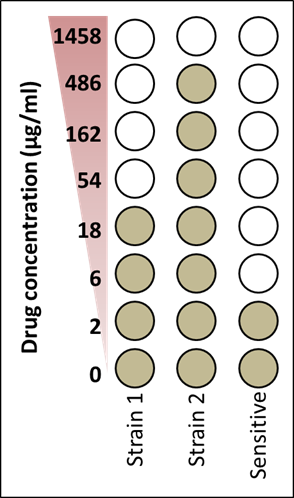 Drug concentration (µg/ml)
1458
486
162
54
18
6
2
0
Strain 1
Strain 2
Sensitive